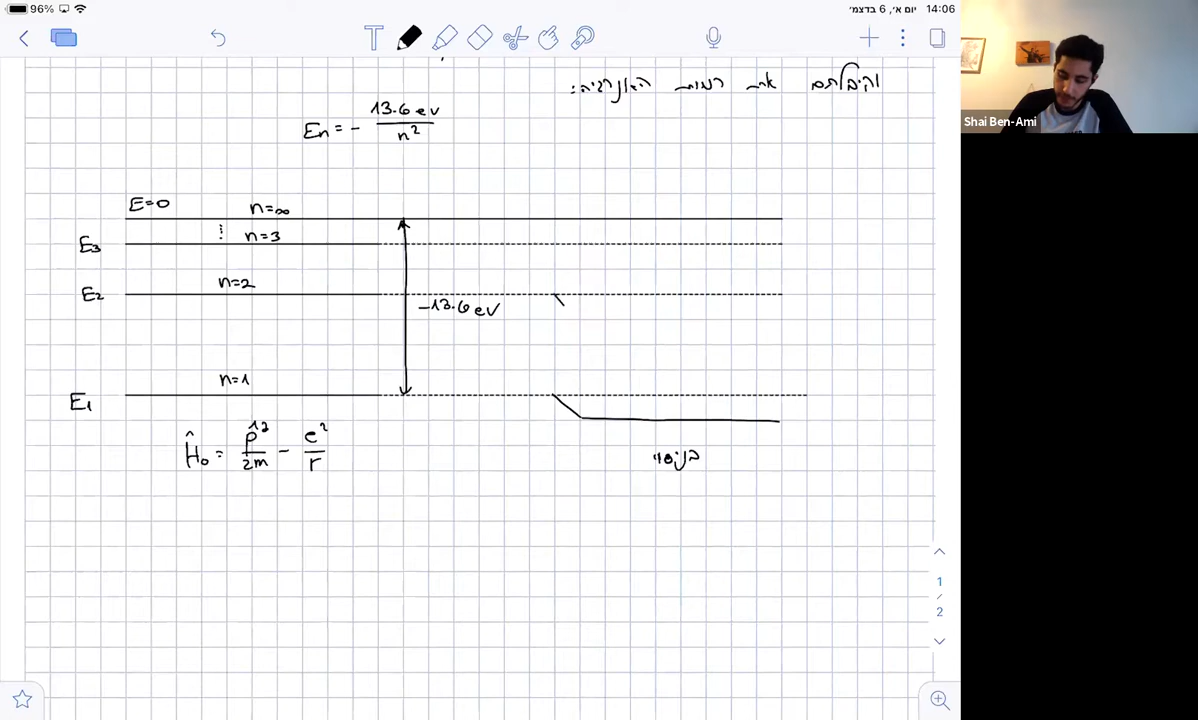 96%
14:06 יום א׳, 6 בדצמ׳
וקיבלתם את רמות האנרגיה:
En = - 13.6 eV / n²
E=0 n=∞
⋮ n=3
E₃
n=2
E₂
-13.6 eV
n=1
E₁
Ĥ₀ = p̂²/2m - e²/r
בניסוי
1
/
2
Shai Ben-Ami